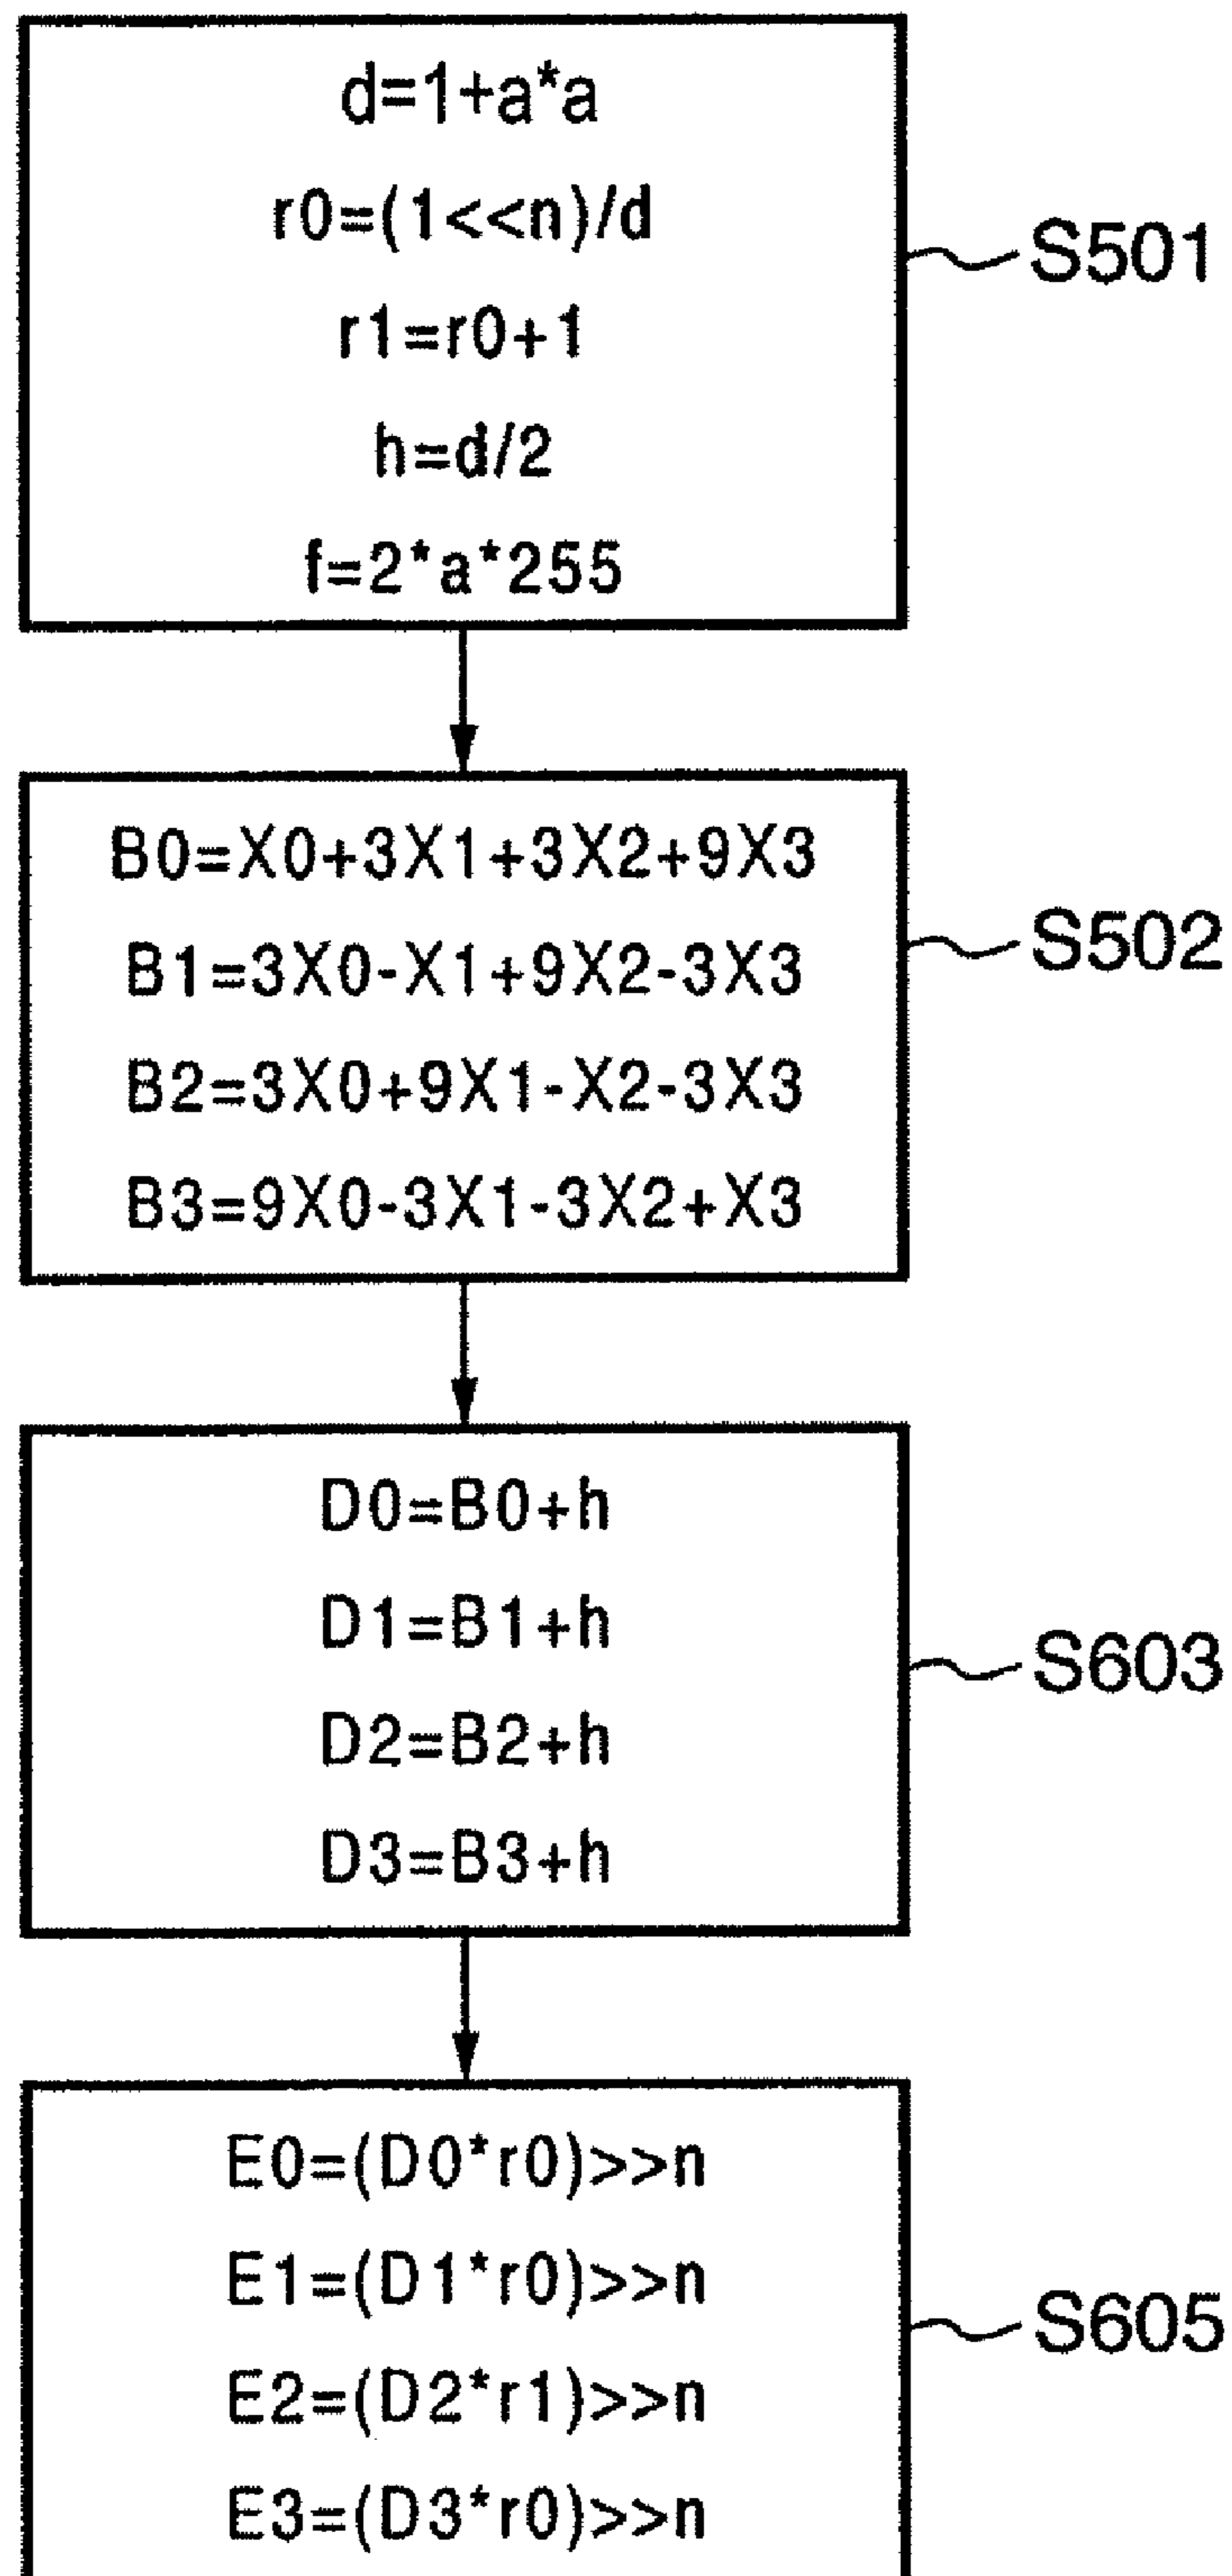 d=1+a*a
r0=(1<<n)/d
r1=r0+1
h=d/2
f=2*a*255
S501
B0=X0+3X1+3X2+9X3
B1=3X0-X1+9X2-3X3
B2=3X0+9X1-X2-3X3
B3=9X0-3X1-3X2+X3
S502
D0=B0+h
D1=B1+h
D2=B2+h
D3=B3+h
S603
E0=(D0*r0)>>n
E1=(D1*r0)>>n
E2=(D2*r1)>>n
E3=(D3*r0)>>n
S605